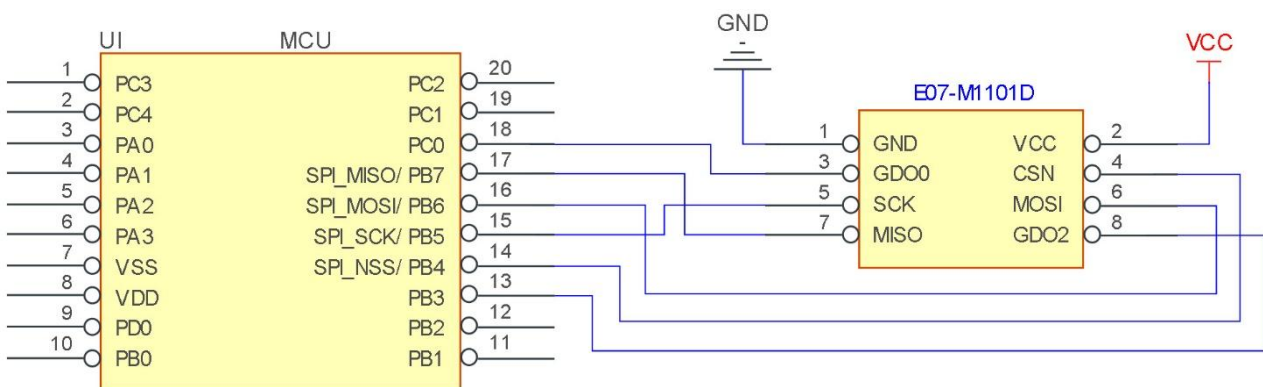 GND
UI MCU VCC
E07-M1101D
1 PC3 PC2 20
2 PC4 PC1 19
3 PA0 PC0 18 1 GND VCC 2
4 PA1 SPI_MISO/ PB7 17 3 GDO0 CSN 4
5 PA2 SPI_MOSI/ PB6 16 5 SCK MOSI 6
6 PA3 SPI_SCK/ PB5 15 7 MISO GDO2 8
7 VSS SPI_NSS/ PB4 14
8 VDD PB3 13
9 PD0 PB2 12
10 PB0 PB1 11